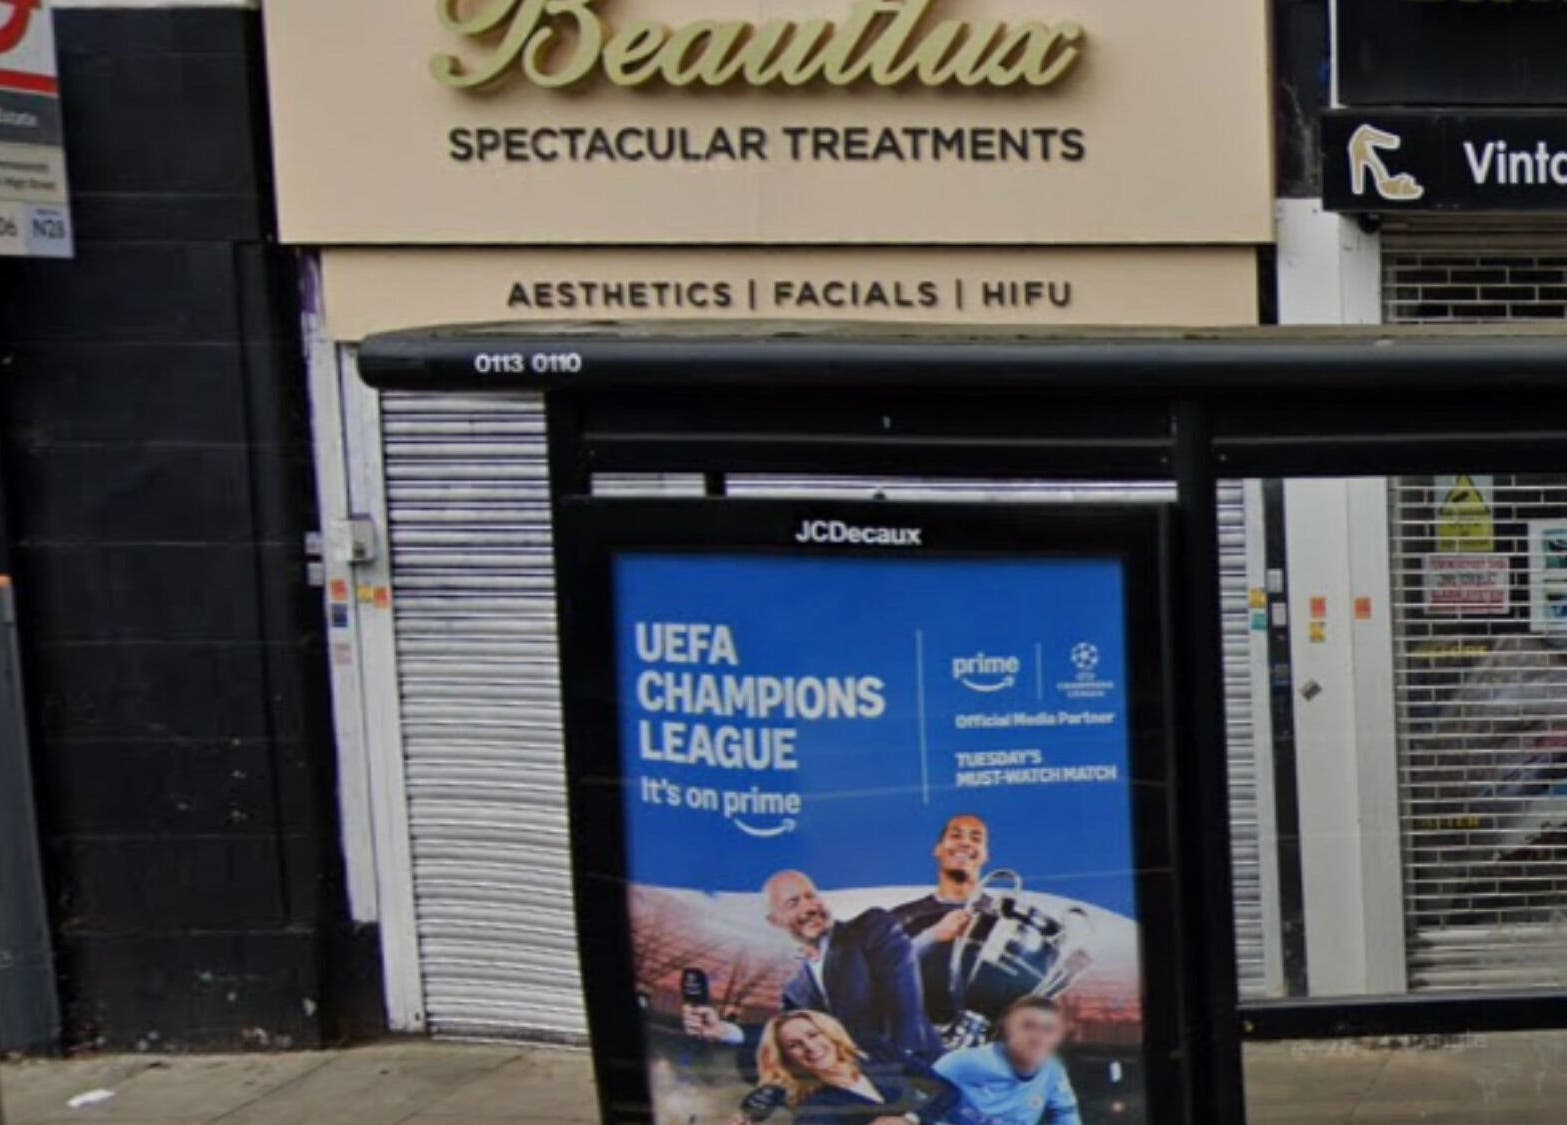 Beautlux
SPECTACULAR TREATMENTS
AESTHETICS | FACIALS | HIFU
N28
0113 0110
JCDecaux
UEFA
CHAMPIONS
LEAGUE
It's on prime
prime
Official Media Partner
TUESDAY'S
MUST-WATCH MATCH